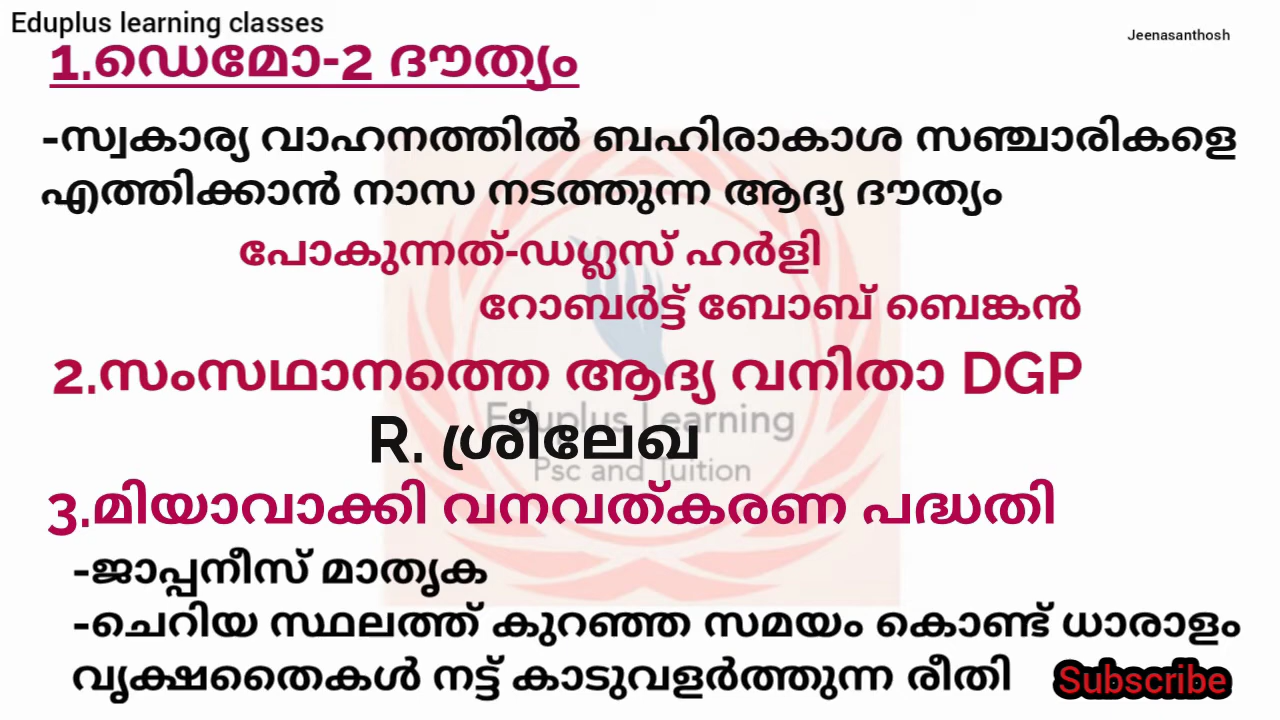 Eduplus learning classes
Jeenasanthosh
1.ഡെമോ-2 ദൗത്യം
-സ്വകാര്യ വാഹനത്തിൽ ബഹിരാകാശ സഞ്ചാരികളെ
എത്തിക്കാൻ നാസ നടത്തുന്ന ആദ്യ ദൗത്യം
പോകുന്നത്-ഡഗ്ലസ് ഹർളി
റോബർട്ട് ബോബ് ബെങ്കൻ
2.സംസഥാനത്തെ ആദ്യ വനിതാ DGP
R. ശ്രീലേഖ
Eduplus Learning
Psc and Tuition
3.മിയാവാക്കി വനവത്കരണ പദ്ധതി
-ജാപ്പനീസ് മാതൃക
-ചെറിയ സ്ഥലത്ത് കുറഞ്ഞ സമയം കൊണ്ട് ധാരാളം
വൃക്ഷതൈകൾ നട്ട് കാടുവളർത്തുന്ന രീതി
Subscribe